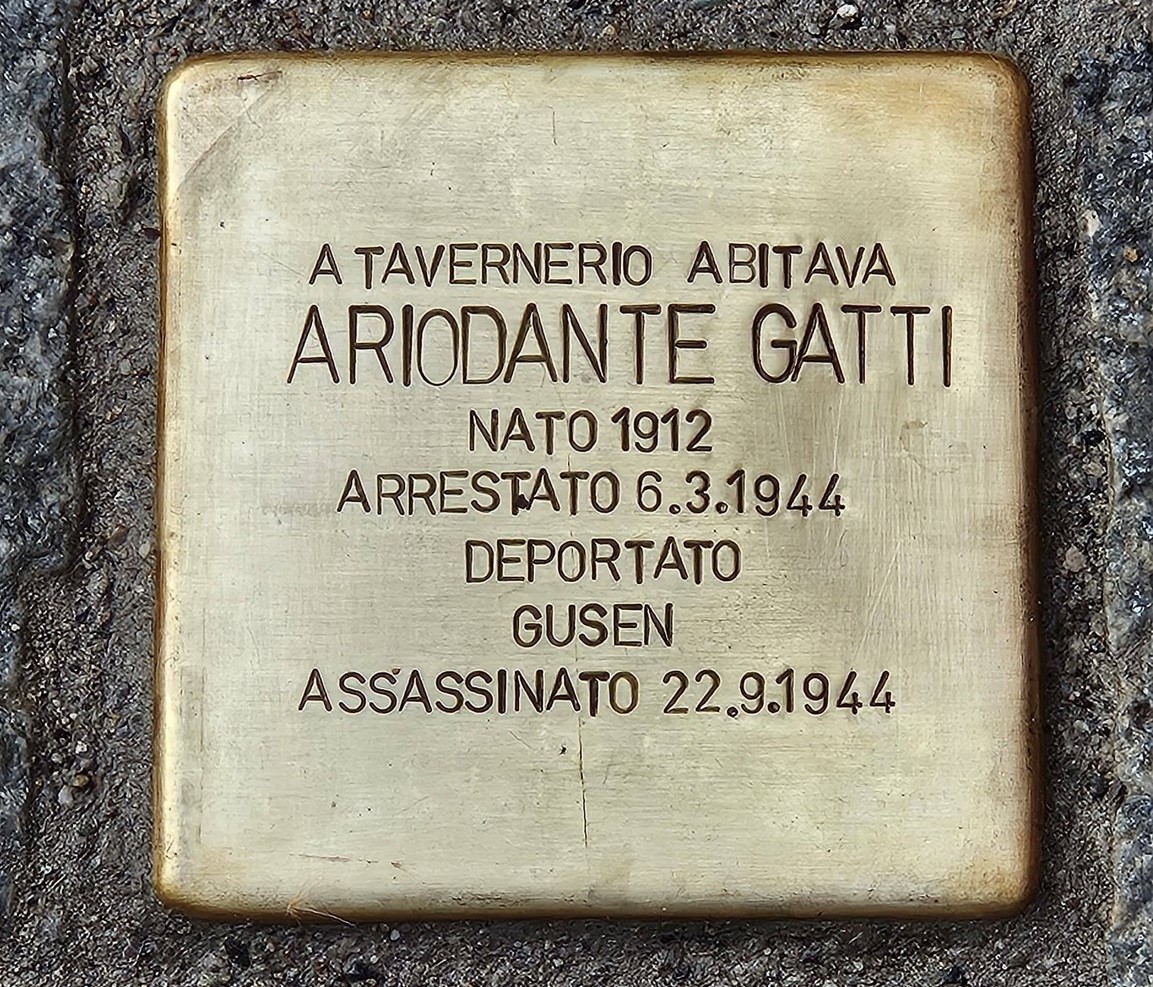 A TAVERNERIO ABITAVA
ARIODANTE GATTI
NATO 1912
ARRESTATO 6.3.1944
DEPORTATO
GUSEN
ASSASSINATO 22.9.1944